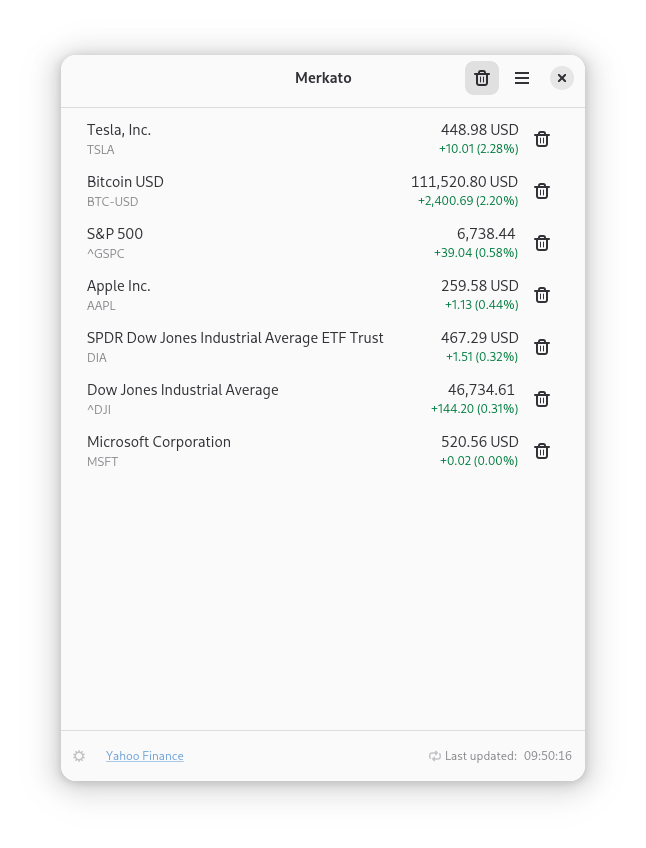 Merkato
Tesla, Inc. 448.98 USD
TSLA +10.01 (2.28%)
Bitcoin USD 111,520.80 USD
BTC-USD +2,400.69 (2.20%)
S&P 500 6,738.44
^GSPC +39.04 (0.58%)
Apple Inc. 259.58 USD
AAPL +1.13 (0.44%)
SPDR Dow Jones Industrial Average ETF Trust 467.29 USD
DIA +1.51 (0.32%)
Dow Jones Industrial Average 46,734.61
^DJI +144.20 (0.31%)
Microsoft Corporation 520.56 USD
MSFT +0.02 (0.00%)
Yahoo Finance Last updated: 09:50:16